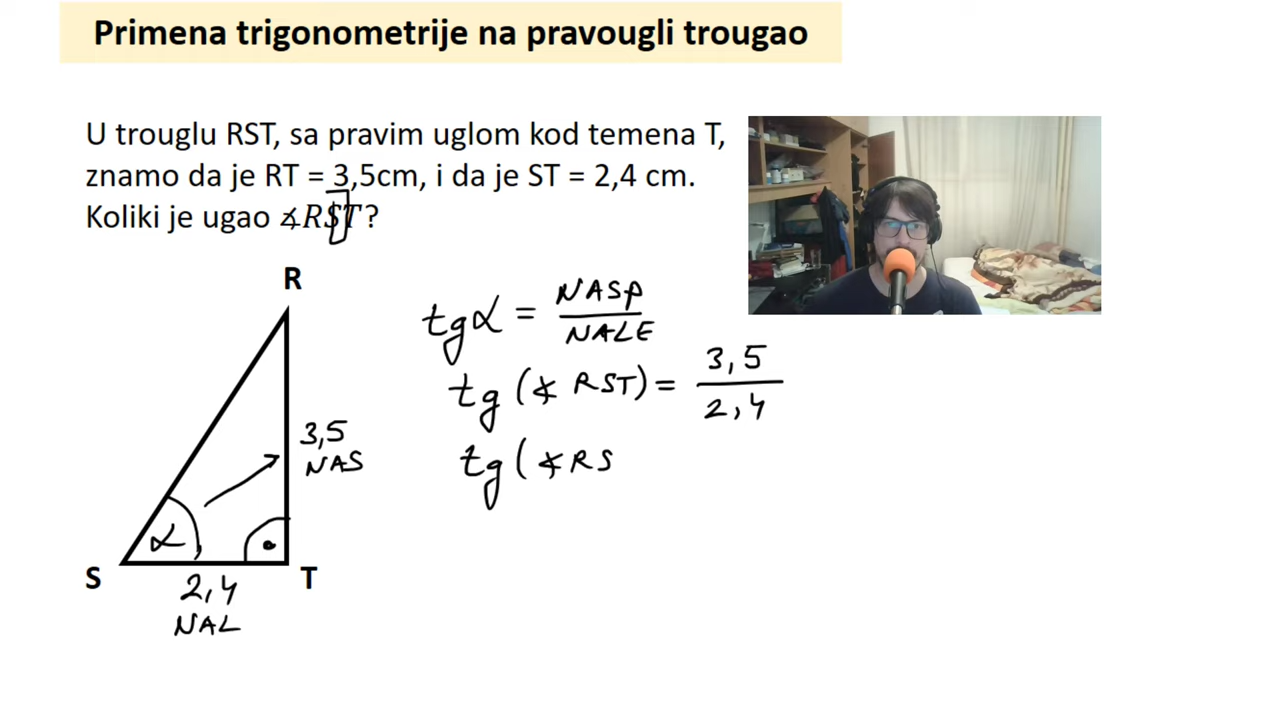 Primena trigonometrije na pravougli trougao
U trouglu RST, sa pravim uglom kod temena T,
znamo da je RT = 3,5cm, i da je ST = 2,4 cm.
Koliki je ugao ∡RST?
R
3,5
NAS
α
S
T
2,4
NAL
tgα = NASP/NALE
tg(∡RST) = 3,5/2,4
tg(∡RS